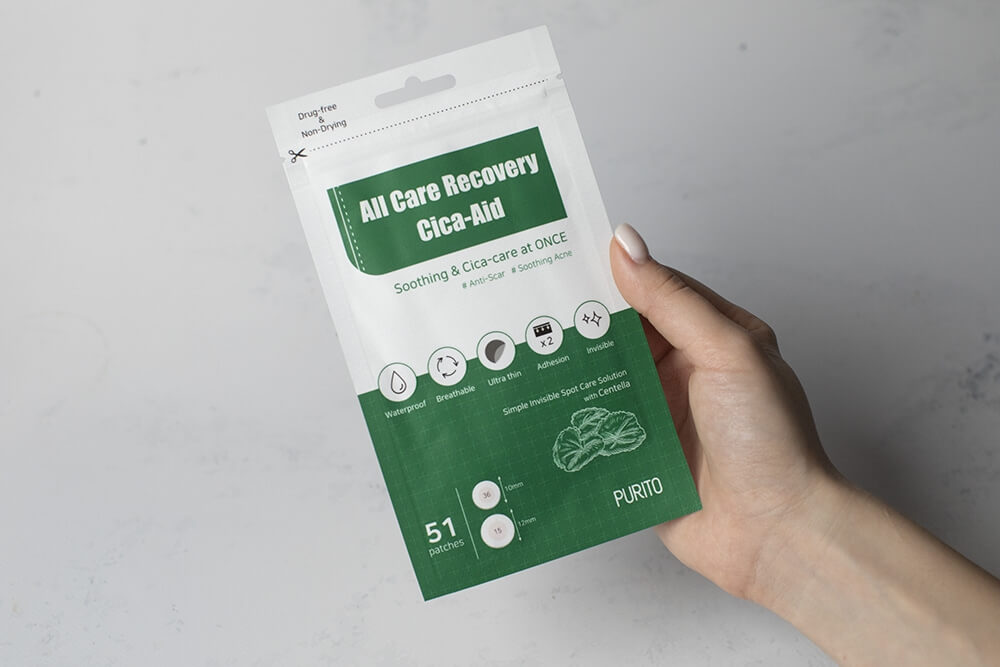 Drug-free
&
Non-Drying
All Care Recovery
Cica-Aid
Soothing & Cica-care at ONCE
# Anti-Scar # Soothing Acne
x2
Waterproof
Breathable
Ultra thin
Adhesion
Invisible
Simple Invisible Spot Care Solution
with Centella
PURITO
51
patches
36
10mm
15
12mm